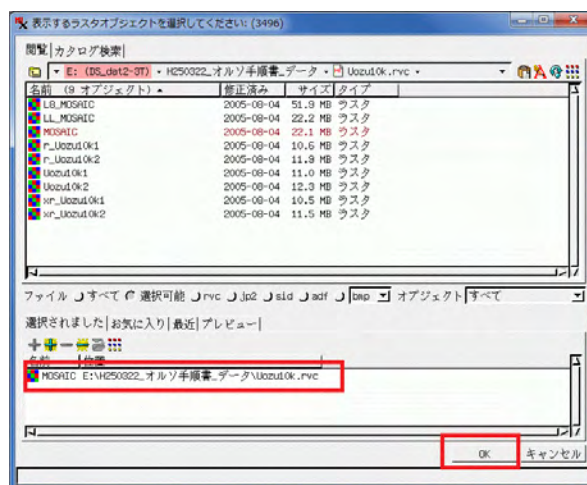 表示するラスタオブジェクトを選択してください: (3496)
閲覧 カタログ検索
E: (DS_dat2-3T) H250322_オルソ手順書_データ Uozu10k.rvc
名前 (9 オブジェクト) 修正済み サイズ タイプ
L8_MOSAIC 2005-08-04 51.9 MB ラスタ
LL_MOSAIC 2005-08-04 22.2 MB ラスタ
MOSAIC 2005-08-04 22.1 MB ラスタ
r_Uozu10k1 2005-08-04 10.6 MB ラスタ
r_Uozu10k2 2005-08-04 11.9 MB ラスタ
Uozu10k1 2005-08-04 11.0 MB ラスタ
Uozu10k2 2005-08-04 12.3 MB ラスタ
xr_Uozu10k1 2005-08-04 10.5 MB ラスタ
xr_Uozu10k2 2005-08-04 11.5 MB ラスタ
ファイル すべて 選択可能 rvc jp2 sid adf bmp オブジェクト すべて
選択されました お気に入り 最近 プレビュー
名前 位置
MOSAIC E:\H250322_オルソ手順書_データ\Uozu10k.rvc
OK キャンセル